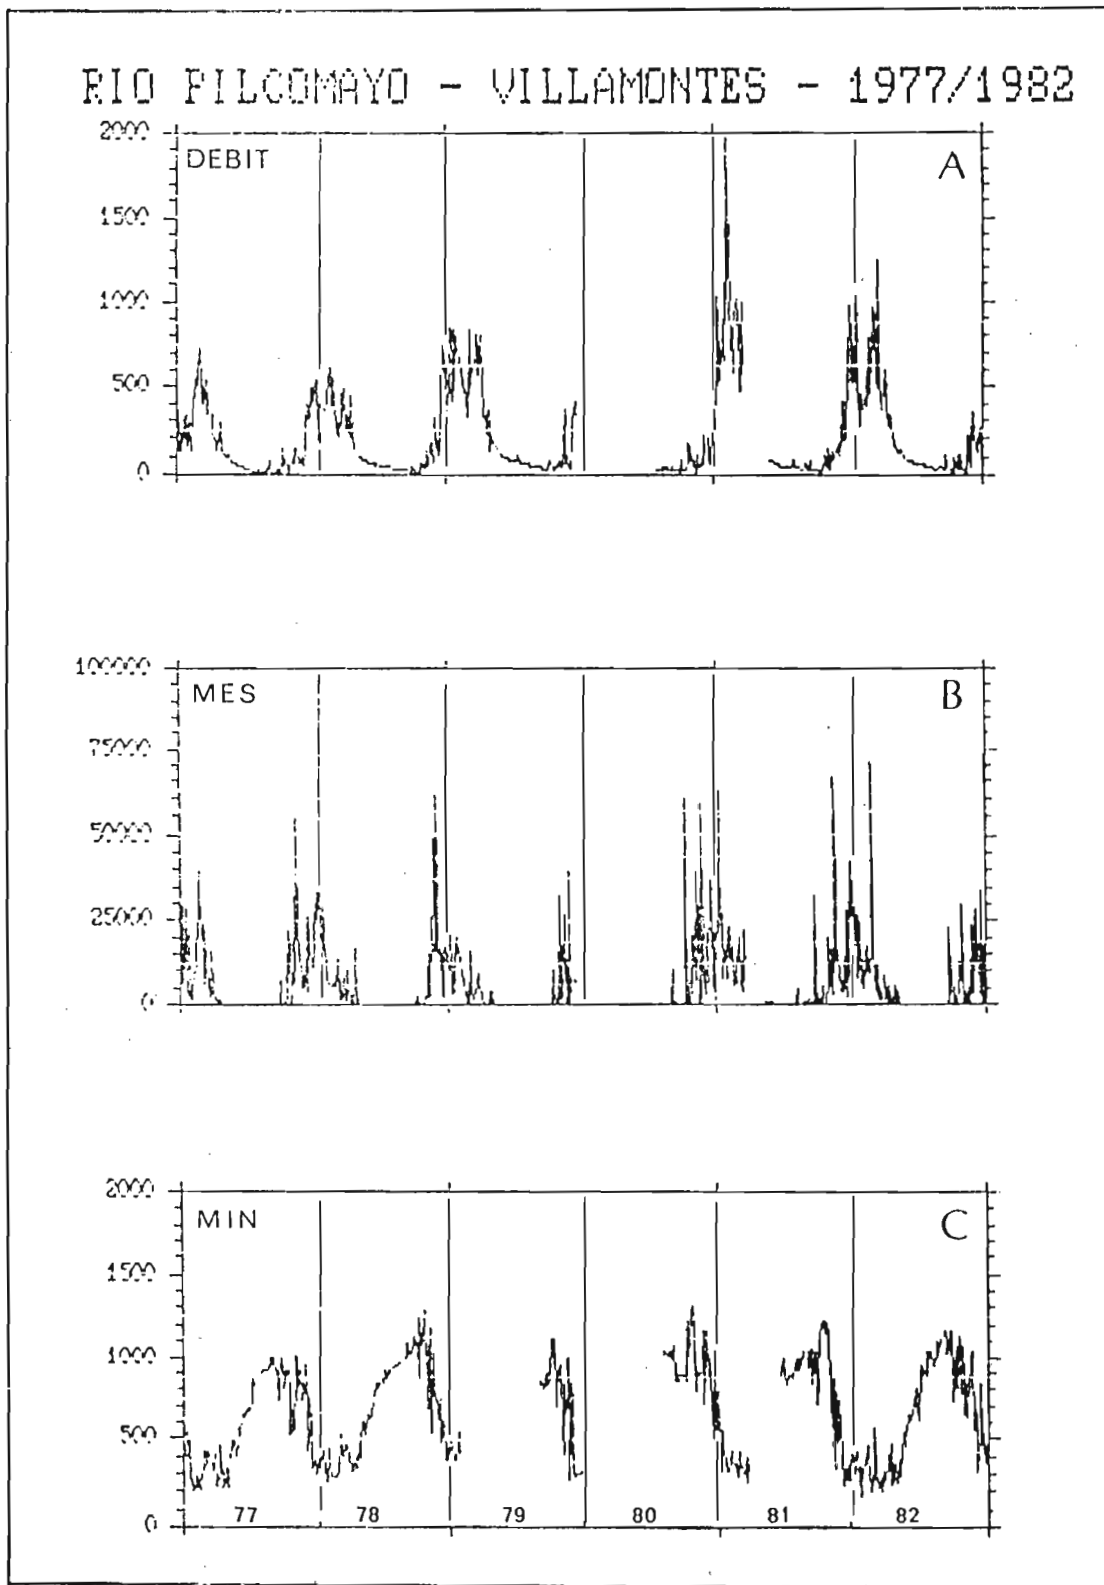 RIO PILCOMAYO - VILLAMONTES - 1977/1982
2000
DEBIT
A
1500
1000
500
0
100000
MES
B
75000
50000
25000
0
2000
MIN
C
1500
1000
500
0
77 78 79 80 81 82